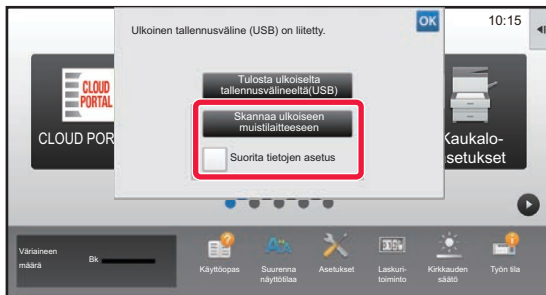 Ulkoinen tallennusväline (USB) on liitetty.
OK
10:15
Tulosta ulkoiselta
tallennusvälineeltä(USB)
Skannaa ulkoiseen
muistilaitteeseen
Suorita tietojen asetus
CLOUD
PORTAL
CLOUD POR
Kaukalo-
setukset
Väriaineen
määrä
Bk
Käyttöopas
Suurenna
näyttötilaa
Asetukset
Laskuri-
toiminto
Kirkkauden
säätö
Työn tila